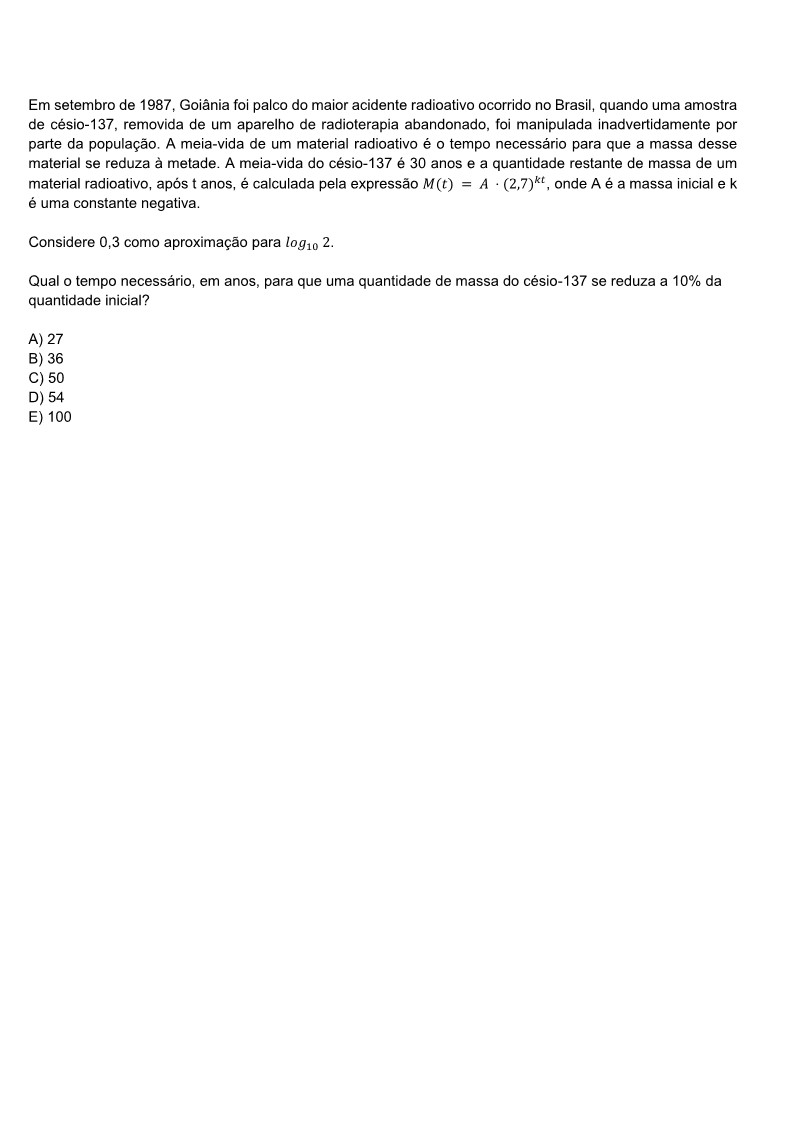 Em setembro de 1987, Goiânia foi palco do maior acidente radioativo ocorrido no Brasil, quando uma amostra
de césio-137, removida de um aparelho de radioterapia abandonado, foi manipulada inadvertidamente por
parte da população. A meia-vida de um material radioativo é o tempo necessário para que a massa desse
material se reduza à metade. A meia-vida do césio-137 é 30 anos e a quantidade restante de massa de um
material radioativo, após t anos, é calculada pela expressão M(t) = A · (2,7)^{kt}, onde A é a massa inicial e k
é uma constante negativa.
Considere 0,3 como aproximação para log₁₀ 2.
Qual o tempo necessário, em anos, para que uma quantidade de massa do césio-137 se reduza a 10% da
quantidade inicial?
A) 27
B) 36
C) 50
D) 54
E) 100